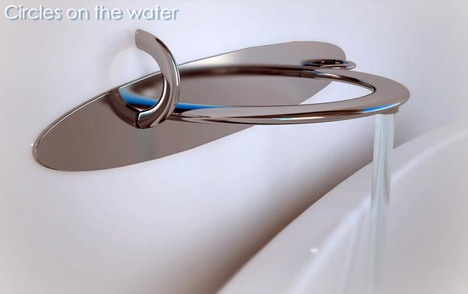 Circles on the water